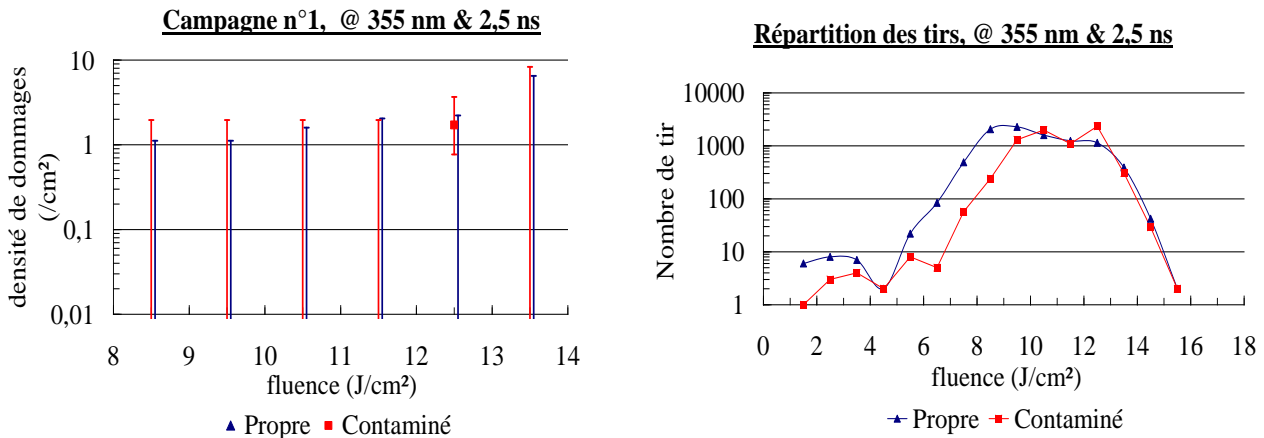 Campagne n°1, @ 355 nm & 2,5 ns
densité de dommages
(/cm²)
10
1
0,1
0,01
8 9 10 11 12 13 14
fluence (J/cm²)
Propre Contaminé
Répartition des tirs, @ 355 nm & 2,5 ns
Nombre de tir
10000
1000
100
10
1
0 2 4 6 8 10 12 14 16 18
fluence (J/cm²)
Propre Contaminé